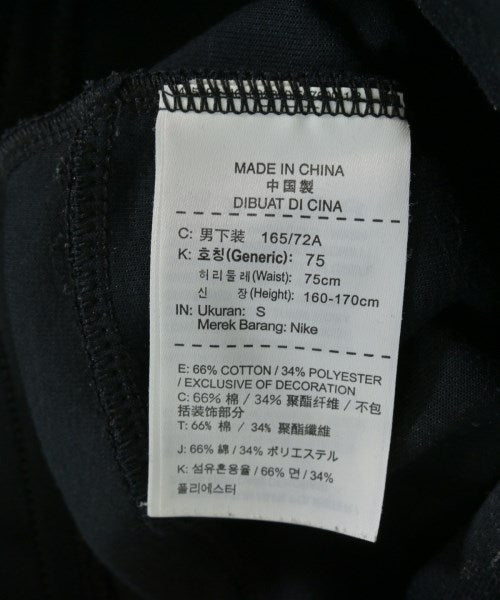 MADE IN CHINA
中国製
DIBUAT DI CINA
C: 男下装 165/72A
K: 호칭(Generic): 75
허리둘레(Waist): 75cm
신 장(Height): 160-170cm
IN: Ukuran: S
Merek Barang: Nike
E: 66% COTTON / 34% POLYESTER
/ EXCLUSIVE OF DECORATION
C: 66% 棉 / 34% 聚酯纤维 / 不包
括装饰部分
T: 66% 棉 / 34% 聚酯纖維
J: 66% 綿 / 34% ポリエステル
K: 섬유혼용율 / 66% 면 / 34%
폴리에스터